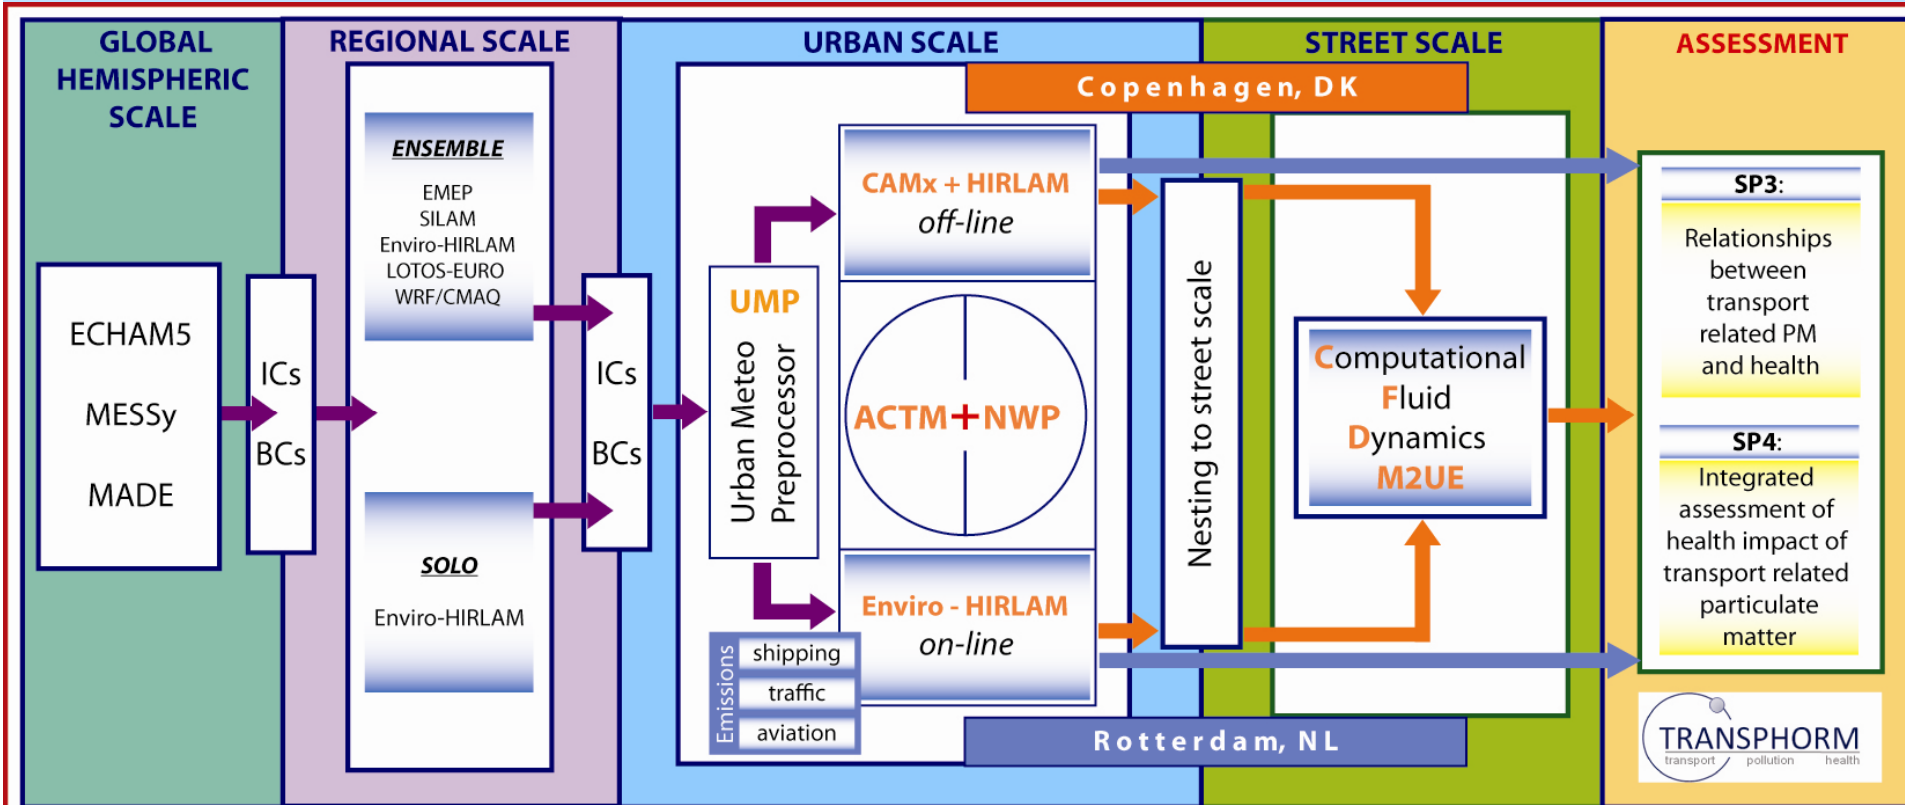 GLOBAL
HEMISPHERIC
SCALE
ECHAM5
MESSy
MADE
ICs
BCs
REGIONAL SCALE
ENSEMBLE
EMEP
SILAM
Enviro-HIRLAM
LOTOS-EURO
WRF/CMAQ
SOLO
Enviro-HIRLAM
ICs
BCs
URBAN SCALE
UMP
Urban Meteo
Preprocessor
CAMx + HIRLAM
off-line
ACTM+NWP
Enviro - HIRLAM
on-line
Emissions
shipping
traffic
aviation
Copenhagen, DK
Rotterdam, NL
Nesting to street scale
STREET SCALE
Computational
Fluid
Dynamics
M2UE
ASSESSMENT
SP3:
Relationships
between
transport
related PM
and health
SP4:
Integrated
assessment of
health impact of
transport related
particulate
matter
TRANSPHORM
transport pollution health